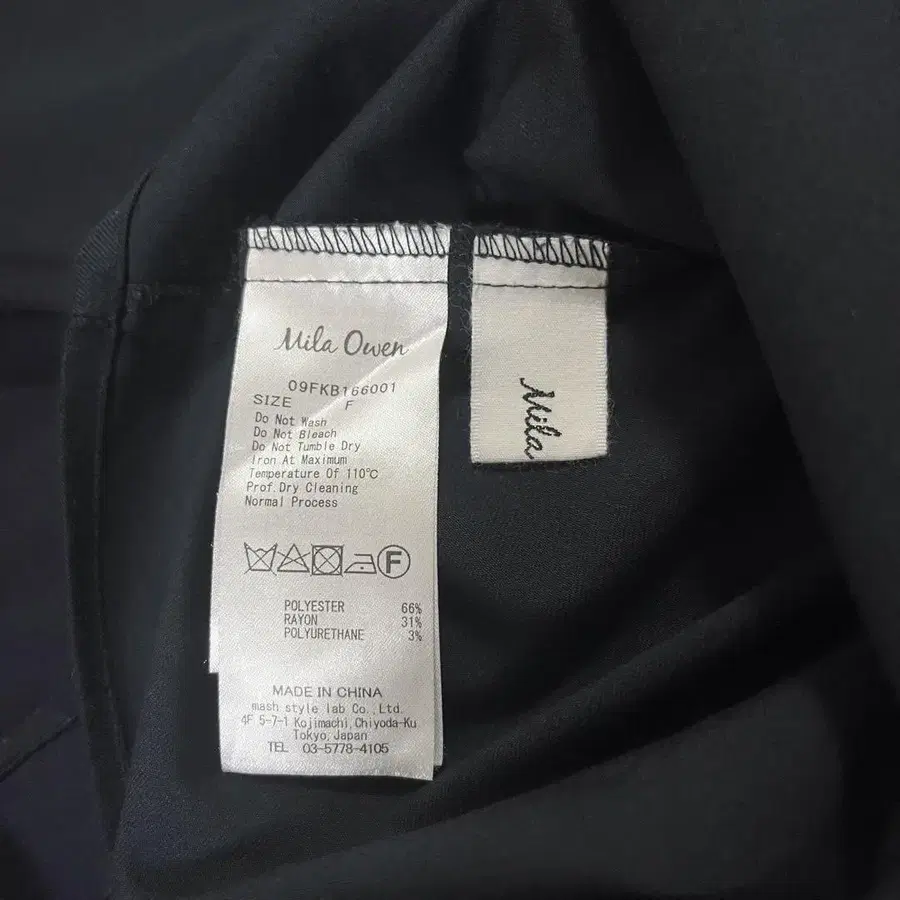 Mila Owen
09FKB166001
SIZE F
Do Not Wash
Do Not Bleach
Do Not Tumble Dry
Iron At Maximum
Temperature Of 110℃
Prof.Dry Cleaning
Normal Process
F
POLYESTER 66%
RAYON 31%
POLYURETHANE 3%
MADE IN CHINA
mash style lab Co., Ltd.
4F 5-7-1 Kojimachi,Chiyoda-Ku
Tokyo,Japan
TEL 03-5778-4105
Mila